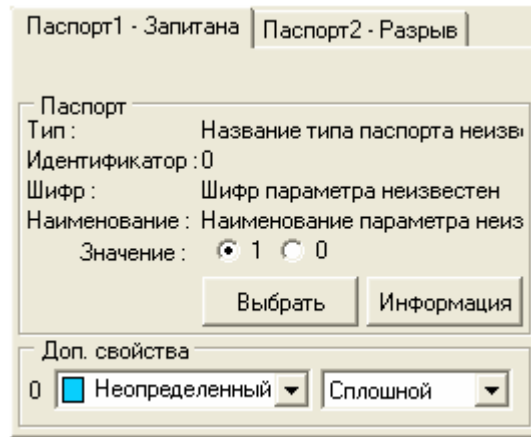 Паспорт1 - Запитана Паспорт2 - Разрыв
Паспорт
Тип : Название типа паспорта неизв
Идентификатор : 0
Шифр : Шифр параметра неизвестен
Наименование : Наименование параметра неиз
Значение : 1 0
Выбрать Информация
Доп. свойства
0 Неопределенный Сплошной